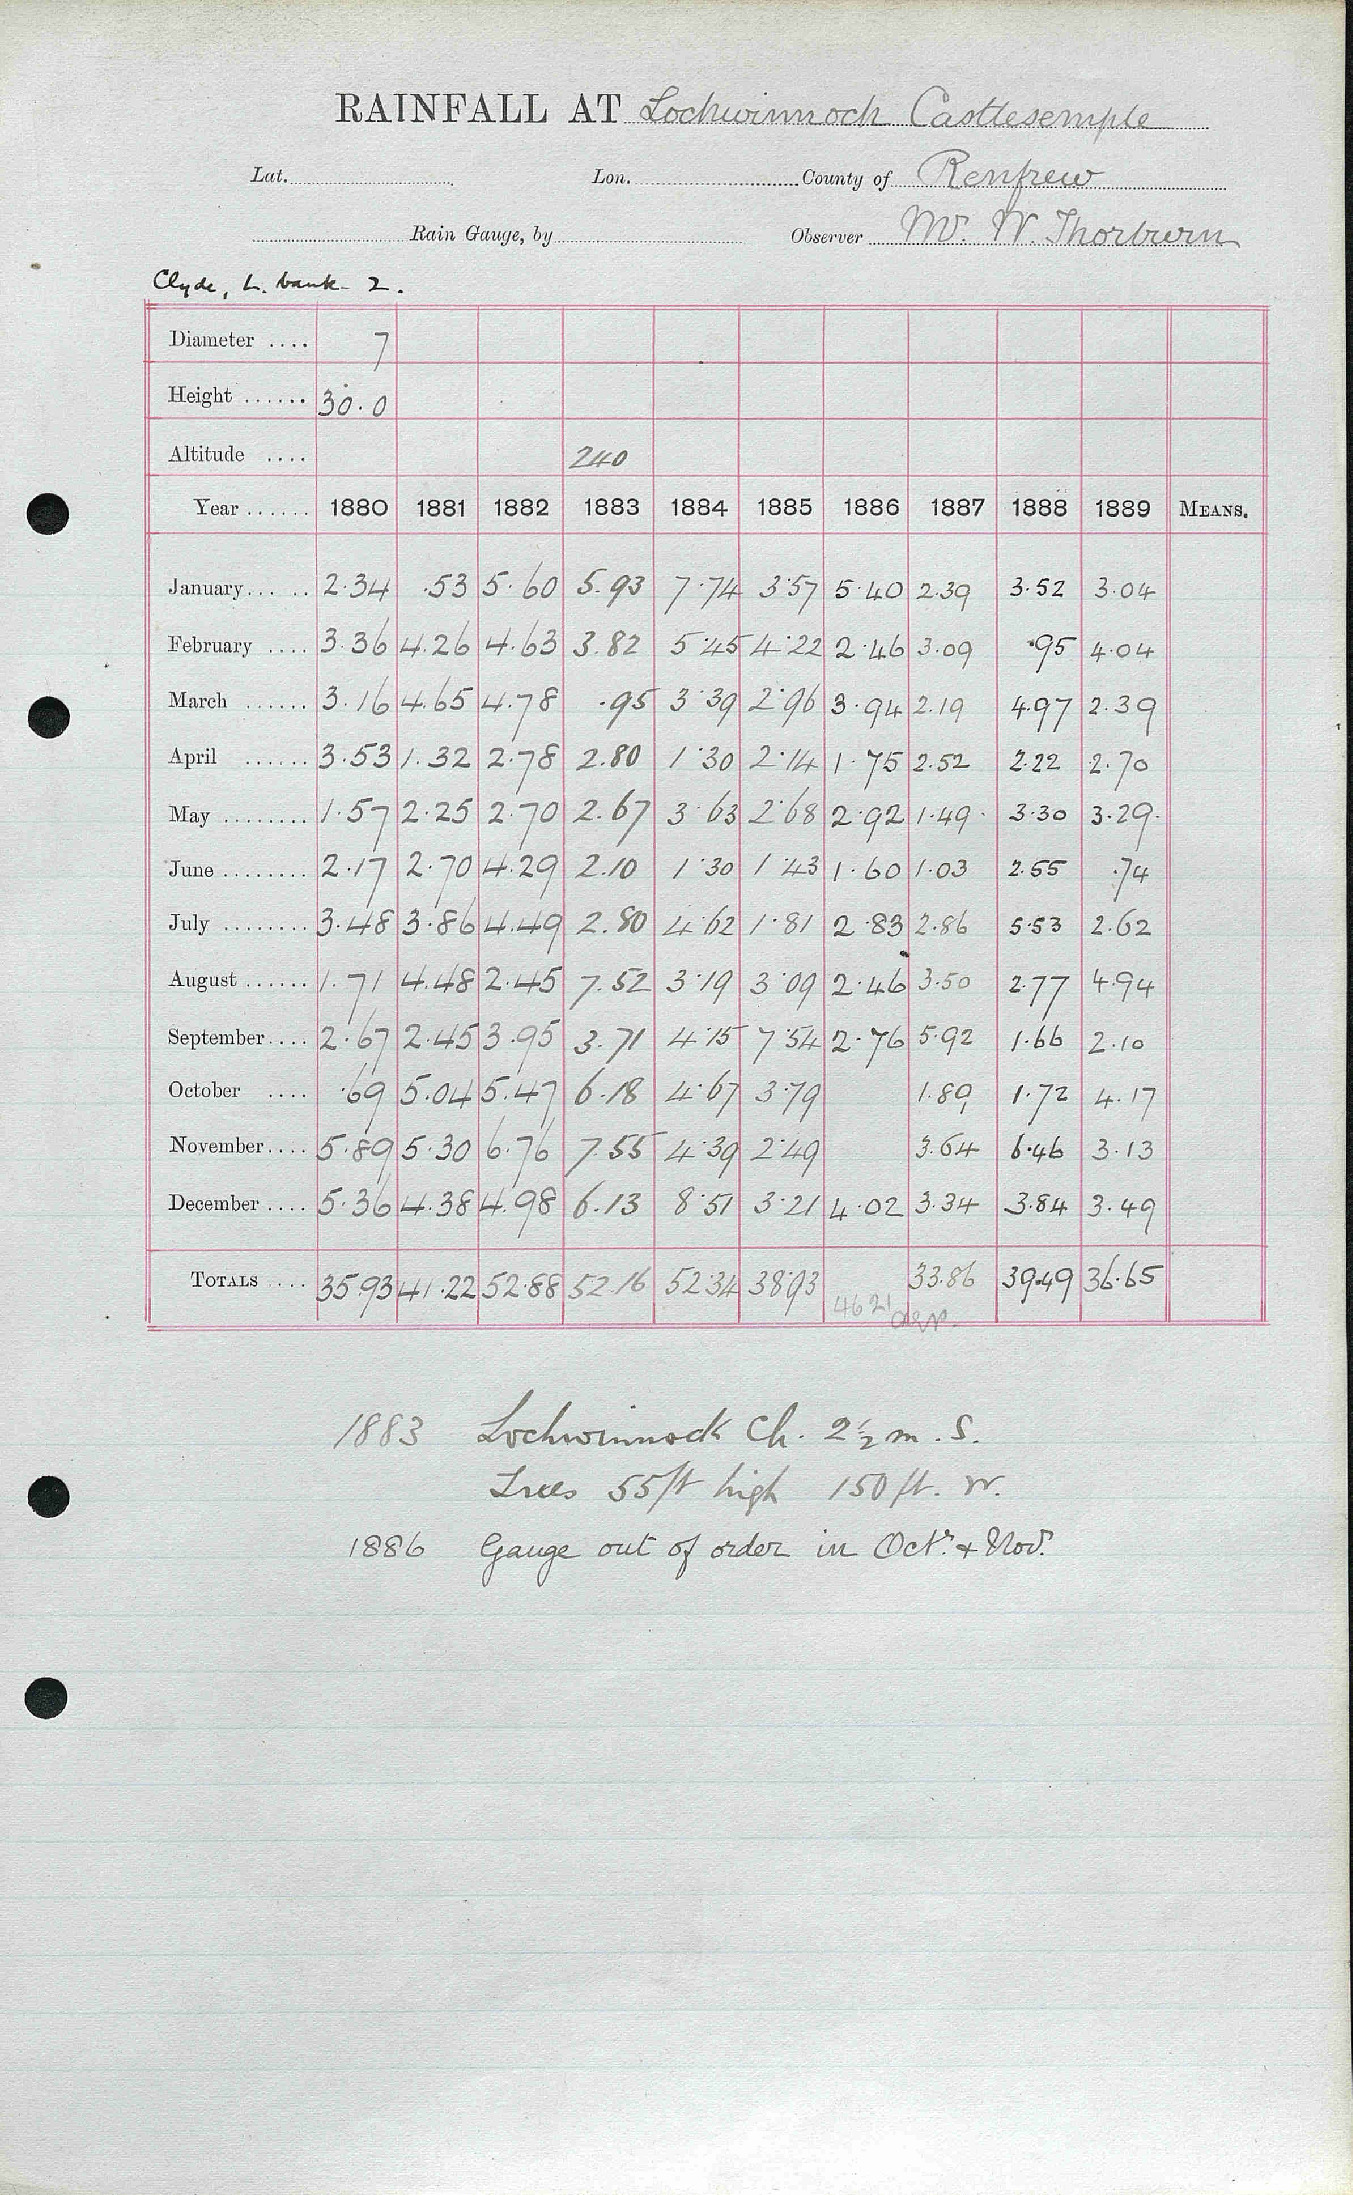 RAINFALL AT Lochwinnoch Castlesemple
Lat. Lon. County of Renfrew
Rain Gauge, by Observer Mr. W. Thorburn
Clyde, L. bank 2.
Diameter .... 7
Height ...... 30.0
Altitude .... 240
Year ...... 1880 1881 1882 1883 1884 1885 1886 1887 1888 1889 MEANS.
January..... 2.34 .53 5.60 5.93 7.74 3.57 5.40 2.39 3.52 3.04
February .... 3.36 4.26 4.63 3.82 5.45 4.22 2.46 3.09 .95 4.04
March ...... 3.16 4.65 4.78 .95 3.39 2.96 3.94 2.19 4.97 2.39
April ...... 3.53 1.32 2.78 2.80 1.30 2.14 1.75 2.52 2.22 2.70
May ........ 1.57 2.25 2.70 2.67 3.63 2.68 2.92 1.49 3.30 3.29
June ........ 2.17 2.70 4.29 2.10 1.30 1.43 1.60 1.03 2.55 .74
July ........ 3.48 3.86 4.49 2.80 4.62 1.81 2.83 2.86 5.53 2.62
August ...... 1.71 4.48 2.45 7.52 3.19 3.09 2.46 3.50 2.77 4.94
September.... 2.67 2.45 3.95 3.71 4.15 7.54 2.76 5.92 1.66 2.10
October .... .69 5.04 5.47 6.18 4.67 3.79 1.89 1.72 4.17
November.... 5.89 5.30 6.76 7.55 4.39 2.49 3.64 6.46 3.13
December .... 5.36 4.38 4.98 6.13 8.51 3.21 4.02 3.34 3.84 3.49
TOTALS .... 35.93 41.22 52.88 52.16 52.34 38.93 33.86 39.49 36.65
46 21
1883 Lochwinnock Ch. 2½ m. S.
Trees 55 ft high 150 ft. W.
1886 Gauge out of order in Oct. & Nov.